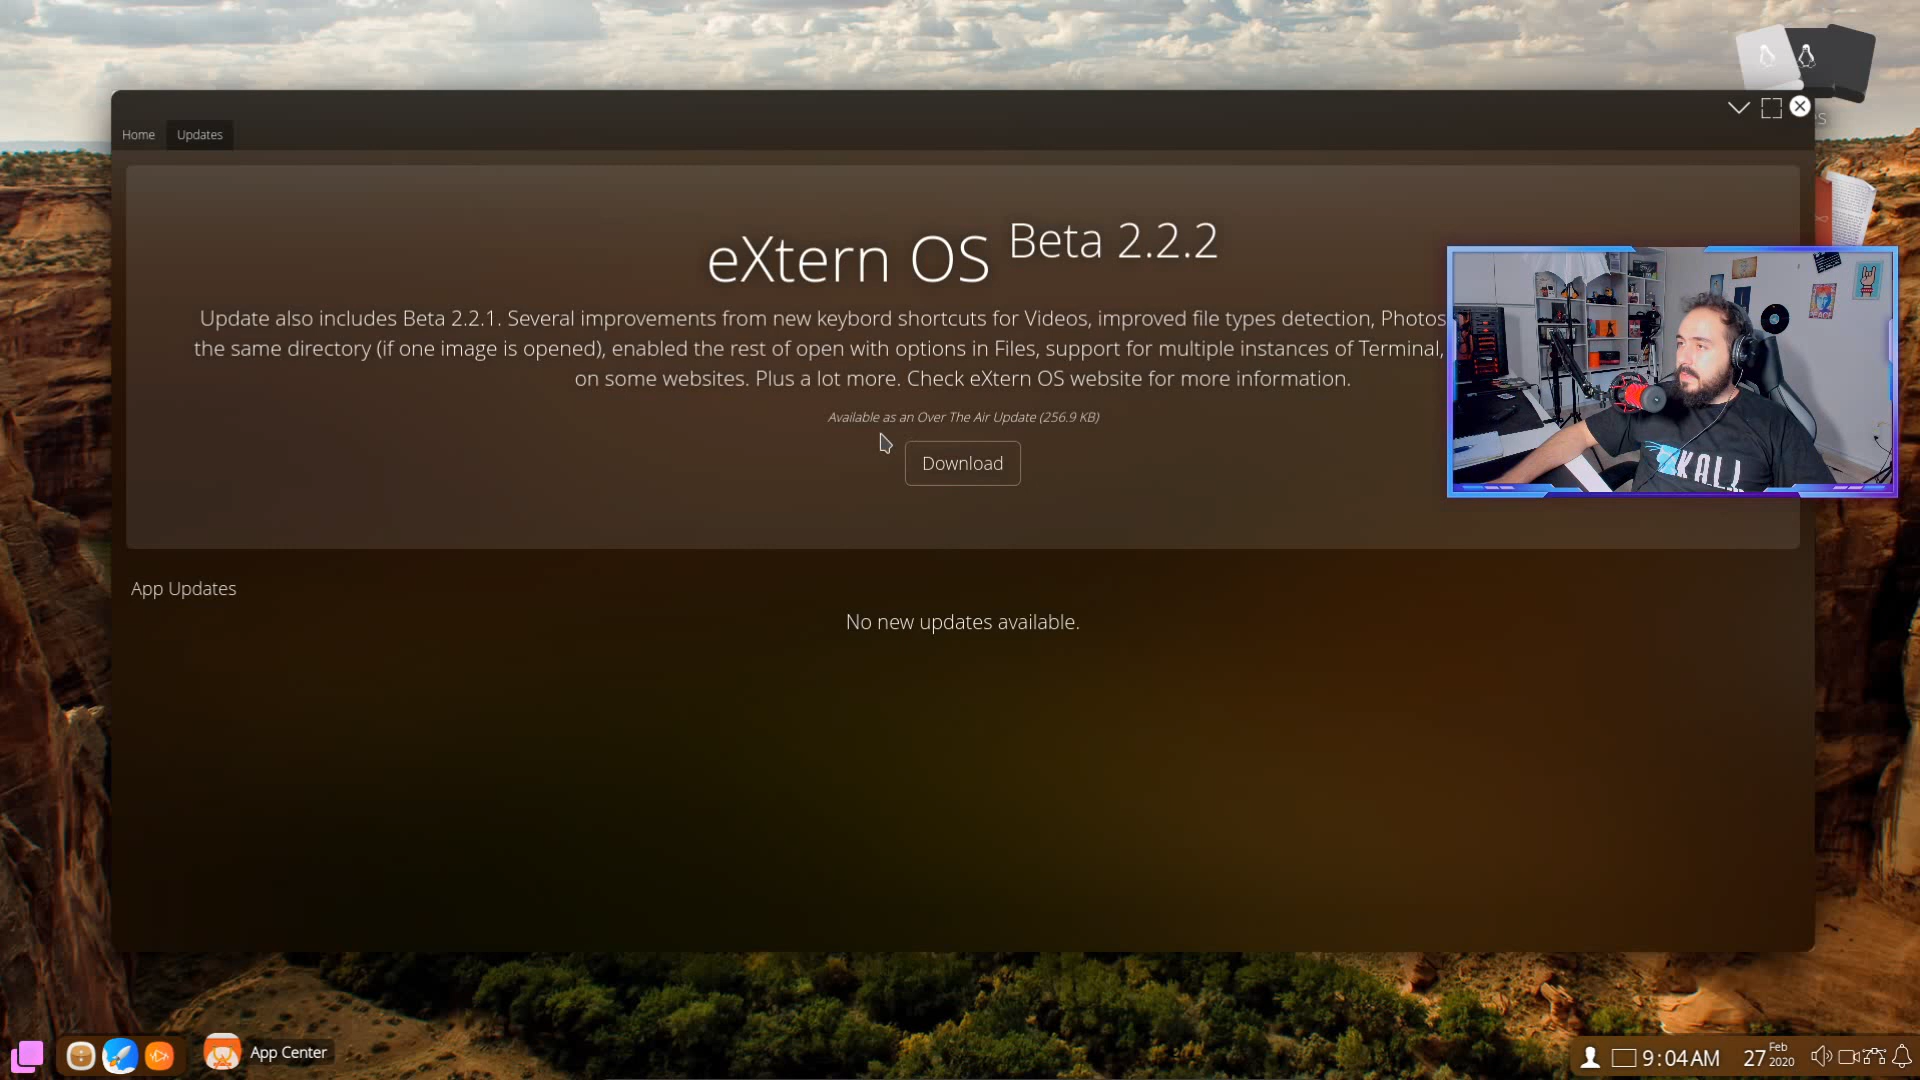 Home
Updates
eXtern OS Beta 2.2.2
Update also includes Beta 2.2.1. Several improvements from new keybord shortcuts for Videos, improved file types detection, Photos
the same directory (if one image is opened), enabled the rest of open with options in Files, support for multiple instances of Terminal,
on some websites. Plus a lot more. Check eXtern OS website for more information.
Available as an Over The Air Update (256.9 KB)
Download
KALI
App Updates
No new updates available.
App Center
9:04AM
27 Feb 2020